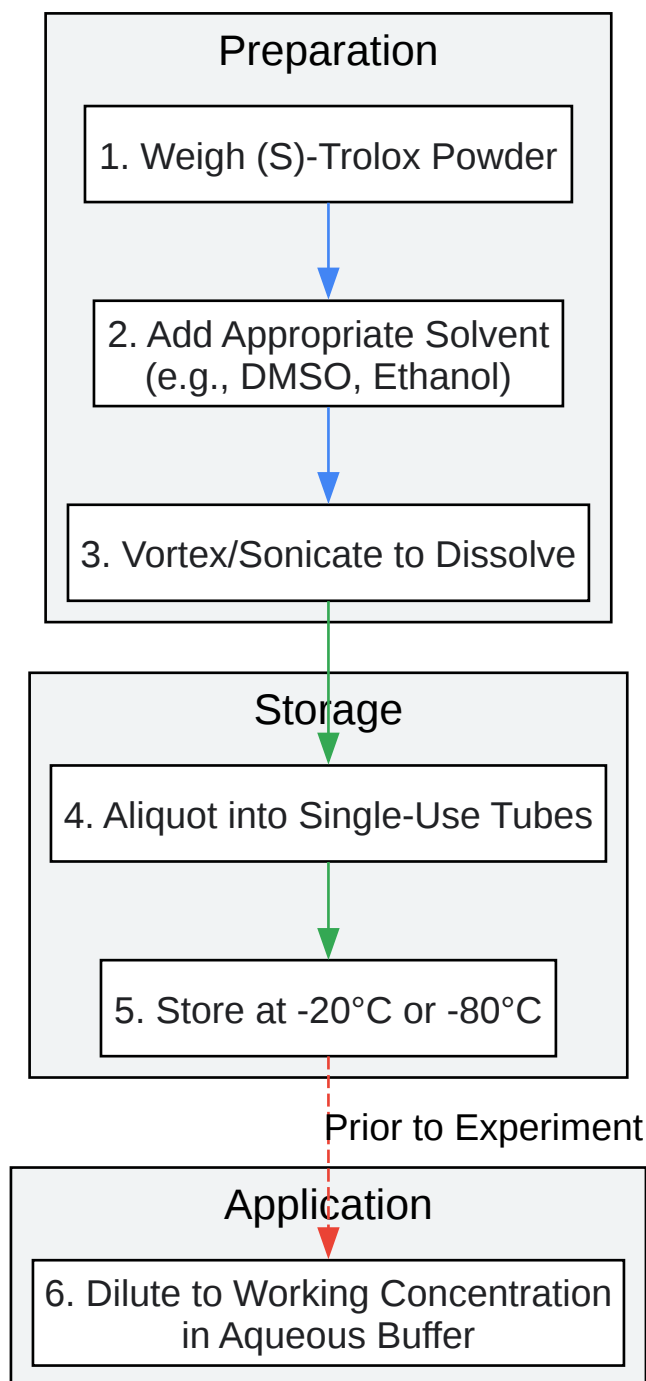 Preparation
1. Weigh (S)-Trolox Powder
2. Add Appropriate Solvent
(e.g., DMSO, Ethanol)
3. Vortex/Sonicate to Dissolve
Storage
4. Aliquot into Single-Use Tubes
5. Store at -20°C or -80°C
Prior to Experiment
Application
6. Dilute to Working Concentration
in Aqueous Buffer